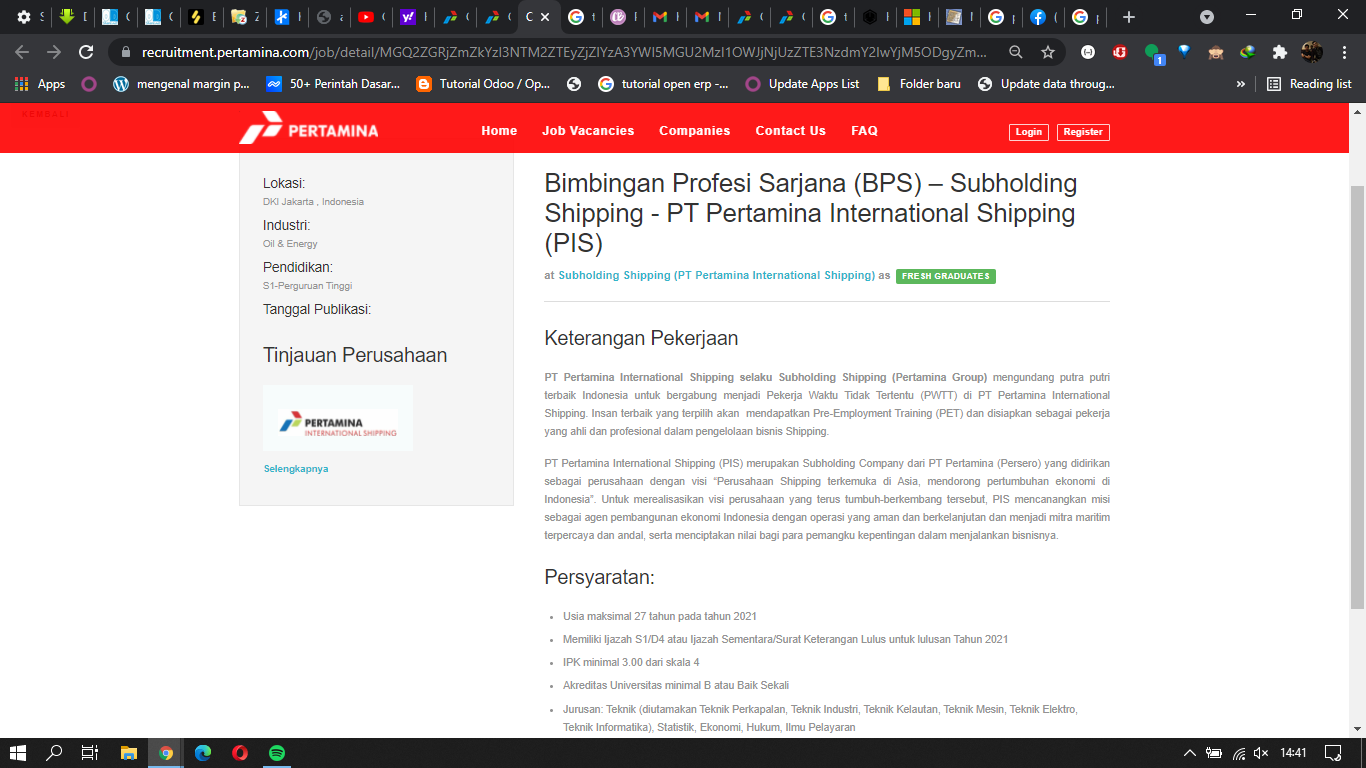 recruitment.pertamina.com/job/detail/MGQ2ZGRjZmZkYzI3NTM2ZTEyZjZlYzA3YWI5MGU2MzI1OWJjNjUzZTE3NzdmY2IwYjM5ODgyZm...
Apps
mengenal margin p...
50+ Perintah Dasar...
Tutorial Odoo / Op...
tutorial open erp -...
Update Apps List
Folder baru
Update data throug...
»
Reading list
KEMBALI
PERTAMINA
Home
Job Vacancies
Companies
Contact Us
FAQ
Login
Register
Lokasi:
DKI Jakarta , Indonesia
Industri:
Oil & Energy
Pendidikan:
S1-Perguruan Tinggi
Tanggal Publikasi:
Tinjauan Perusahaan
PERTAMINA
INTERNATIONAL SHIPPING
Selengkapnya
Bimbingan Profesi Sarjana (BPS) – Subholding
Shipping - PT Pertamina International Shipping
(PIS)
at Subholding Shipping (PT Pertamina International Shipping) as FRESH GRADUATES
Keterangan Pekerjaan
PT Pertamina International Shipping selaku Subholding Shipping (Pertamina Group) mengundang putra putri
terbaik Indonesia untuk bergabung menjadi Pekerja Waktu Tidak Tertentu (PWTT) di PT Pertamina International
Shipping. Insan terbaik yang terpilih akan mendapatkan Pre-Employment Training (PET) dan disiapkan sebagai pekerja
yang ahli dan profesional dalam pengelolaan bisnis Shipping.
PT Pertamina International Shipping (PIS) merupakan Subholding Company dari PT Pertamina (Persero) yang didirikan
sebagai perusahaan dengan visi “Perusahaan Shipping terkemuka di Asia, mendorong pertumbuhan ekonomi di
Indonesia”. Untuk merealisasikan visi perusahaan yang terus tumbuh-berkembang tersebut, PIS mencanangkan misi
sebagai agen pembangunan ekonomi Indonesia dengan operasi yang aman dan berkelanjutan dan menjadi mitra maritim
terpercaya dan andal, serta menciptakan nilai bagi para pemangku kepentingan dalam menjalankan bisnisnya.
Persyaratan:
• Usia maksimal 27 tahun pada tahun 2021
• Memiliki Ijazah S1/D4 atau Ijazah Sementara/Surat Keterangan Lulus untuk lulusan Tahun 2021
• IPK minimal 3.00 dari skala 4
• Akreditas Universitas minimal B atau Baik Sekali
• Jurusan: Teknik (diutamakan Teknik Perkapalan, Teknik Industri, Teknik Kelautan, Teknik Mesin, Teknik Elektro,
Teknik Informatika), Statistik, Ekonomi, Hukum, Ilmu Pelayaran
14:41